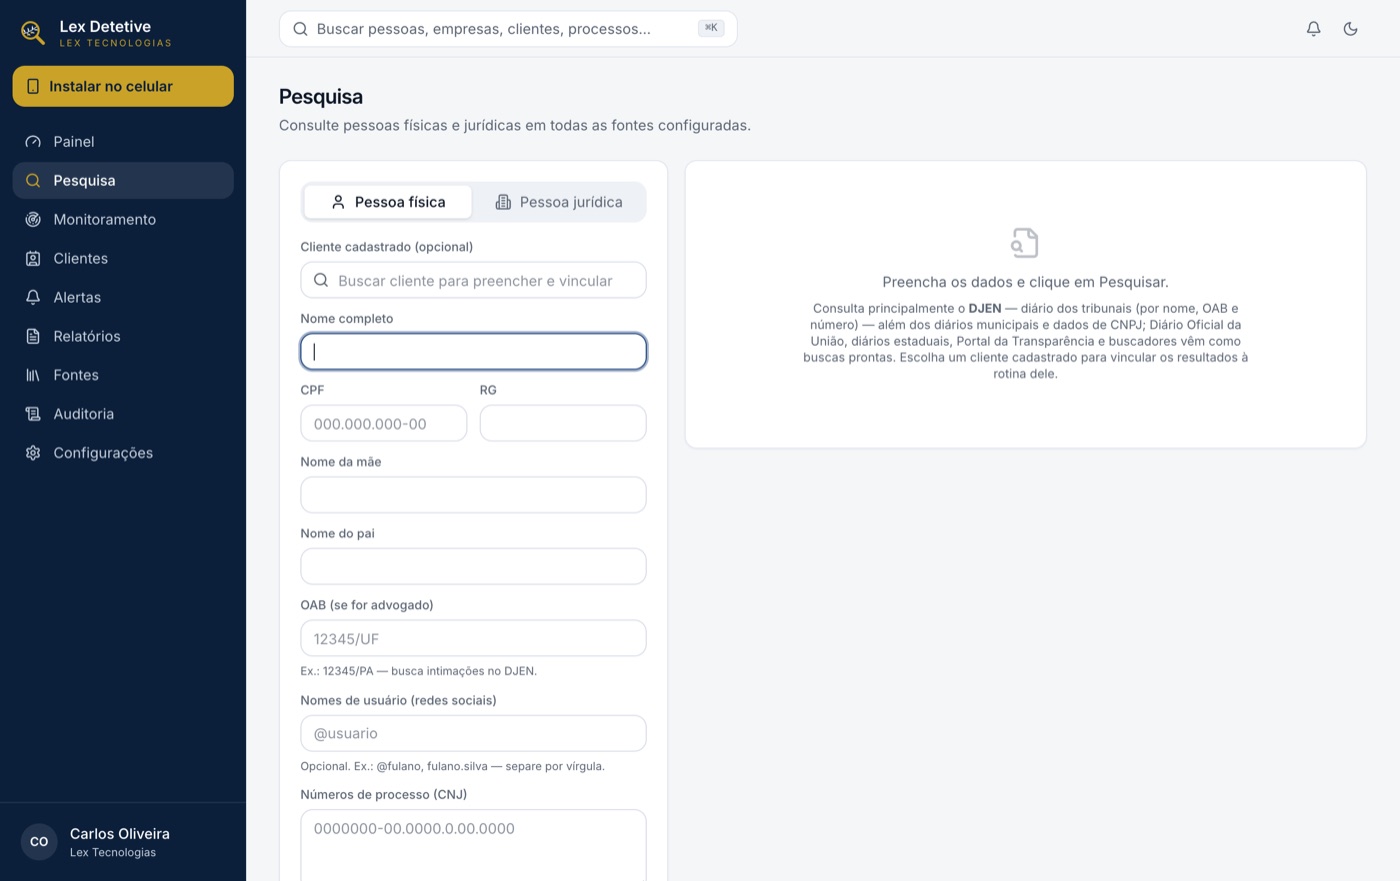 Lex Detetive
LEX TECNOLOGIAS
Instalar no celular
Painel
Pesquisa
Monitoramento
Clientes
Alertas
Relatórios
Fontes
Auditoria
Configurações
CO
Carlos Oliveira
Lex Tecnologias
Buscar pessoas, empresas, clientes, processos...
⌘K
Pesquisa
Consulte pessoas físicas e jurídicas em todas as fontes configuradas.
Pessoa física
Pessoa jurídica
Cliente cadastrado (opcional)
Buscar cliente para preencher e vincular
Nome completo
CPF
RG
000.000.000-00
Nome da mãe
Nome do pai
OAB (se for advogado)
12345/UF
Ex.: 12345/PA — busca intimações no DJEN.
Nomes de usuário (redes sociais)
@usuario
Opcional. Ex.: @fulano, fulano.silva — separe por vírgula.
Números de processo (CNJ)
0000000-00.0000.0.00.0000
Preencha os dados e clique em Pesquisar.
Consulta principalmente o DJEN — diário dos tribunais (por nome, OAB e
número) — além dos diários municipais e dados de CNPJ; Diário Oficial da
União, diários estaduais, Portal da Transparência e buscadores vêm como
buscas prontas. Escolha um cliente cadastrado para vincular os resultados à
rotina dele.